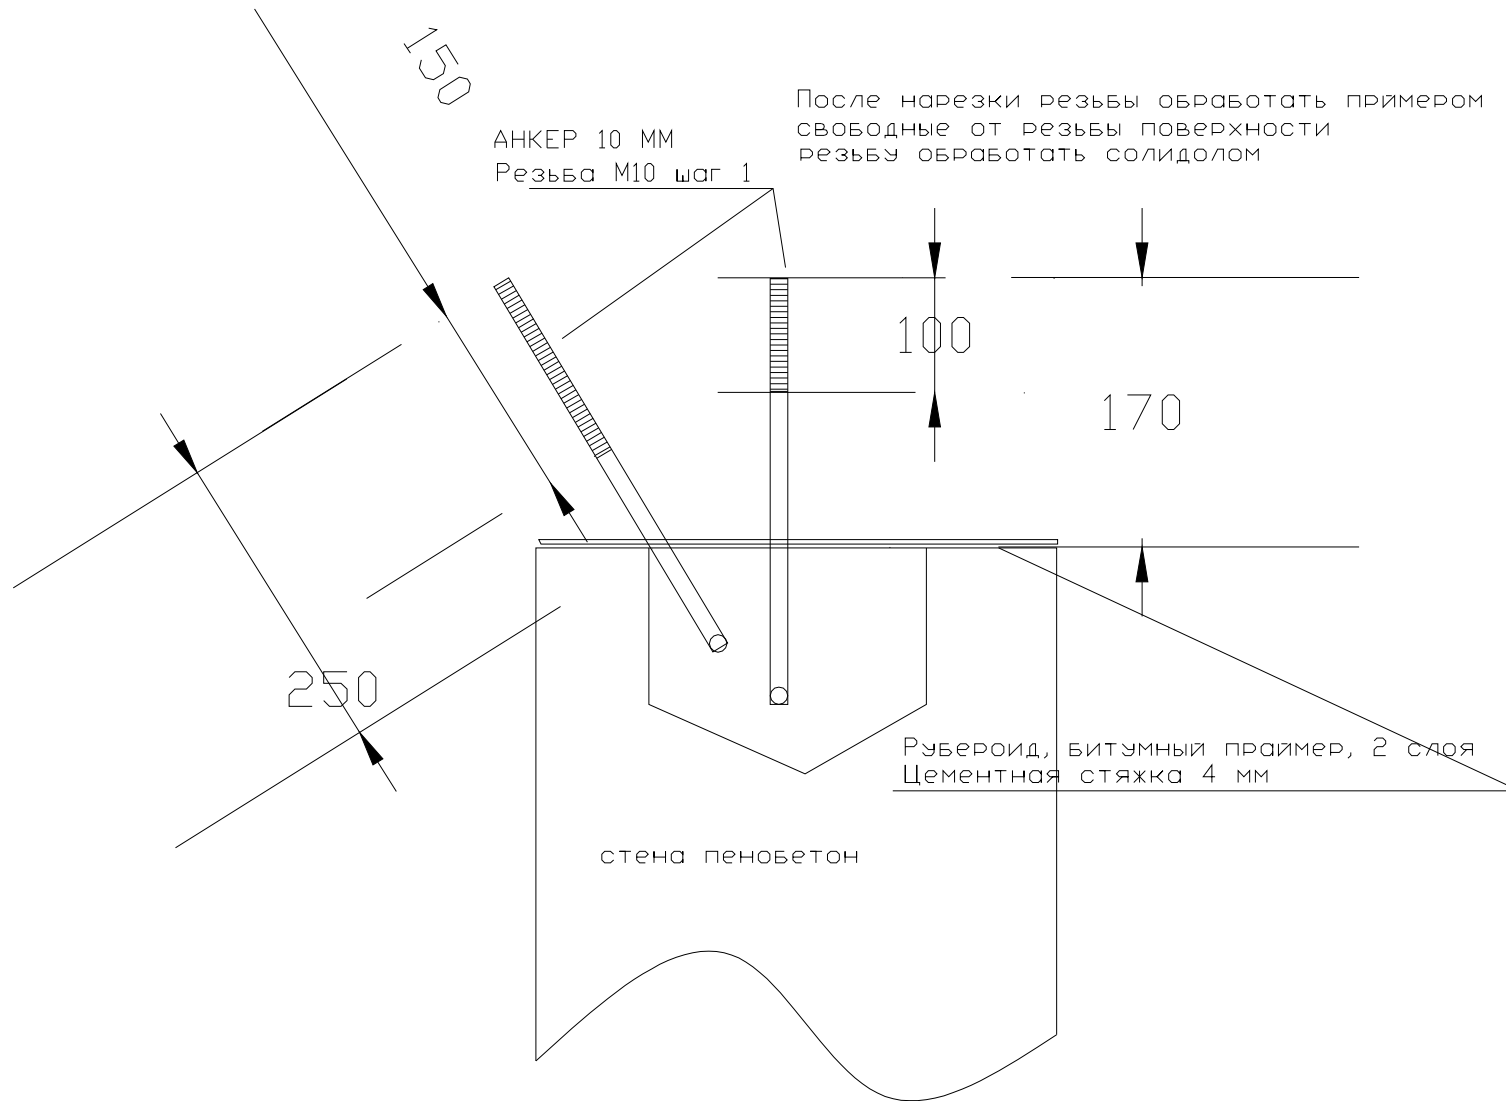 150
После нарезки резьбы обработать примером
свободные от резьбы поверхности
резьбу обработать солидолом
АНКЕР 10 ММ
Резьба М10 шаг 1
100
170
250
Рубероид, битумный праймер, 2 слоя
Цементная стяжка 4 мм
стена пенобетон